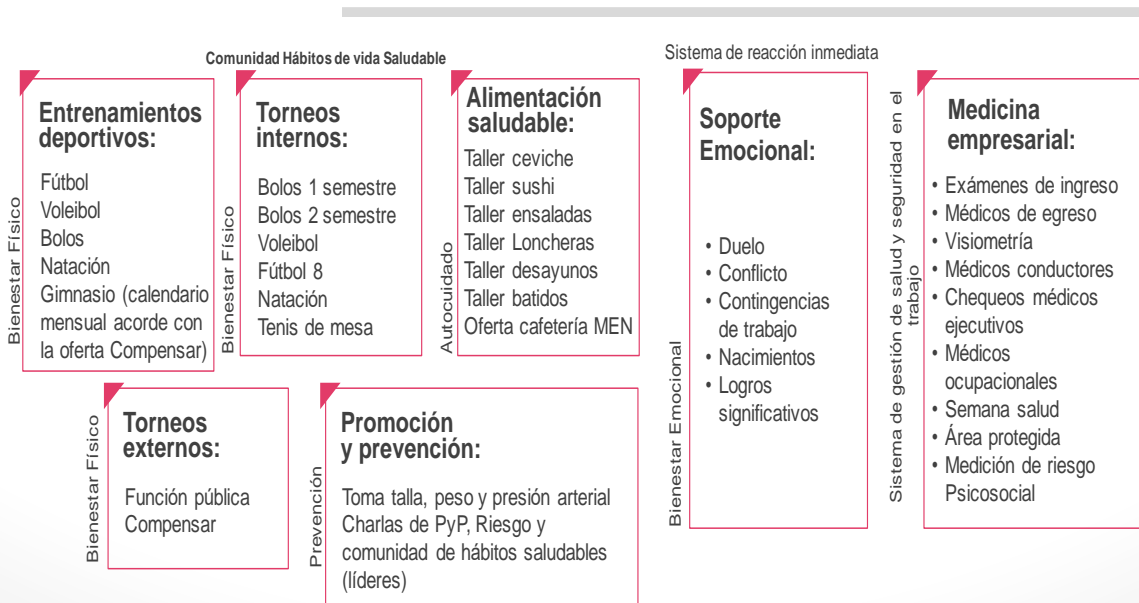 Comunidad Hábitos de vida Saludable
Bienestar Físico
Entrenamientos
deportivos:
Fútbol
Voleibol
Bolos
Natación
Gimnasio (calendario
mensual acorde con
la oferta Compensar)
Bienestar Físico
Torneos
internos:
Bolos 1 semestre
Bolos 2 semestre
Voleibol
Fútbol 8
Natación
Tenis de mesa
Autocuidado
Alimentación
saludable:
Taller ceviche
Taller sushi
Taller ensaladas
Taller Loncheras
Taller desayunos
Taller batidos
Oferta cafetería MEN
Bienestar Físico
Torneos
externos:
Función pública
Compensar
Prevención
Promoción
y prevención:
Toma talla, peso y presión arterial
Charlas de PyP, Riesgo y
comunidad de hábitos saludables
(líderes)
Sistema de reacción inmediata
Bienestar Emocional
Soporte
Emocional:
• Duelo
• Conflicto
• Contingencias
de trabajo
• Nacimientos
• Logros
significativos
Sistema de gestión de salud y seguridad en el
trabajo
Medicina
empresarial:
• Exámenes de ingreso
• Médicos de egreso
• Visiometría
• Médicos conductores
• Chequeos médicos
ejecutivos
• Médicos
ocupacionales
• Semana salud
• Área protegida
• Medición de riesgo
Psicosocial